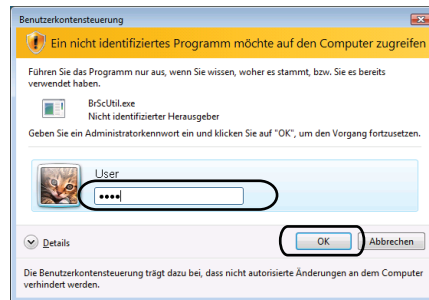 Benutzerkontensteuerung
Ein nicht identifiziertes Programm möchte auf den Computer zugreifen
Führen Sie das Programm nur aus, wenn Sie wissen, woher es stammt, bzw. Sie es bereits
verwendet haben.
BrScUtil.exe
Nicht identifizierter Herausgeber
Geben Sie ein Administratorkennwort ein und klicken Sie auf "OK", um den Vorgang fortzusetzen.
User
••••
Details
OK
Abbrechen
Die Benutzerkontensteuerung trägt dazu bei, dass nicht autorisierte Änderungen an dem Computer
verhindert werden.